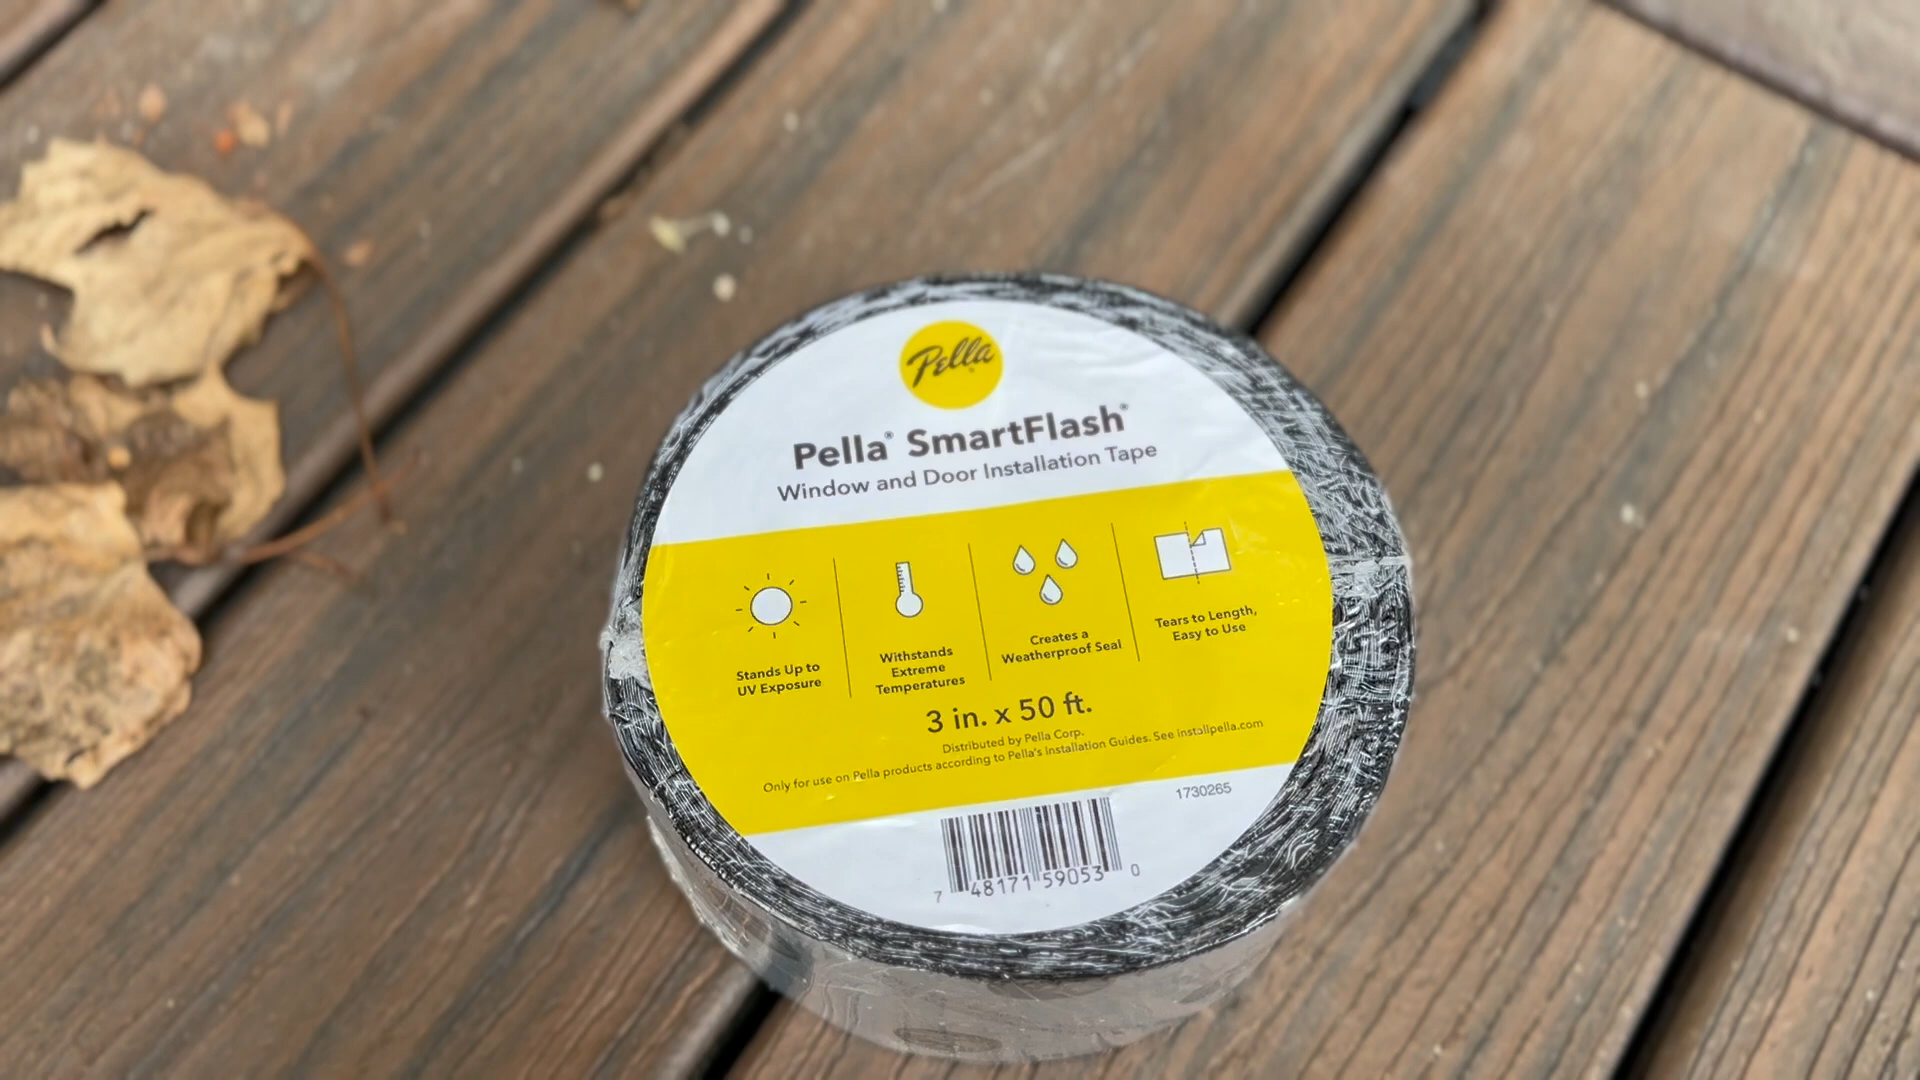 Pella
Pella® SmartFlash®
Window and Door Installation Tape
Stands Up to
UV Exposure
Withstands
Extreme
Temperatures
Creates a
Weatherproof Seal
Tears to Length,
Easy to Use
3 in. x 50 ft.
Distributed by Pella Corp.
Only for use on Pella products according to Pella's Installation Guides. See installpella.com
1730265
7 48171 59053 0